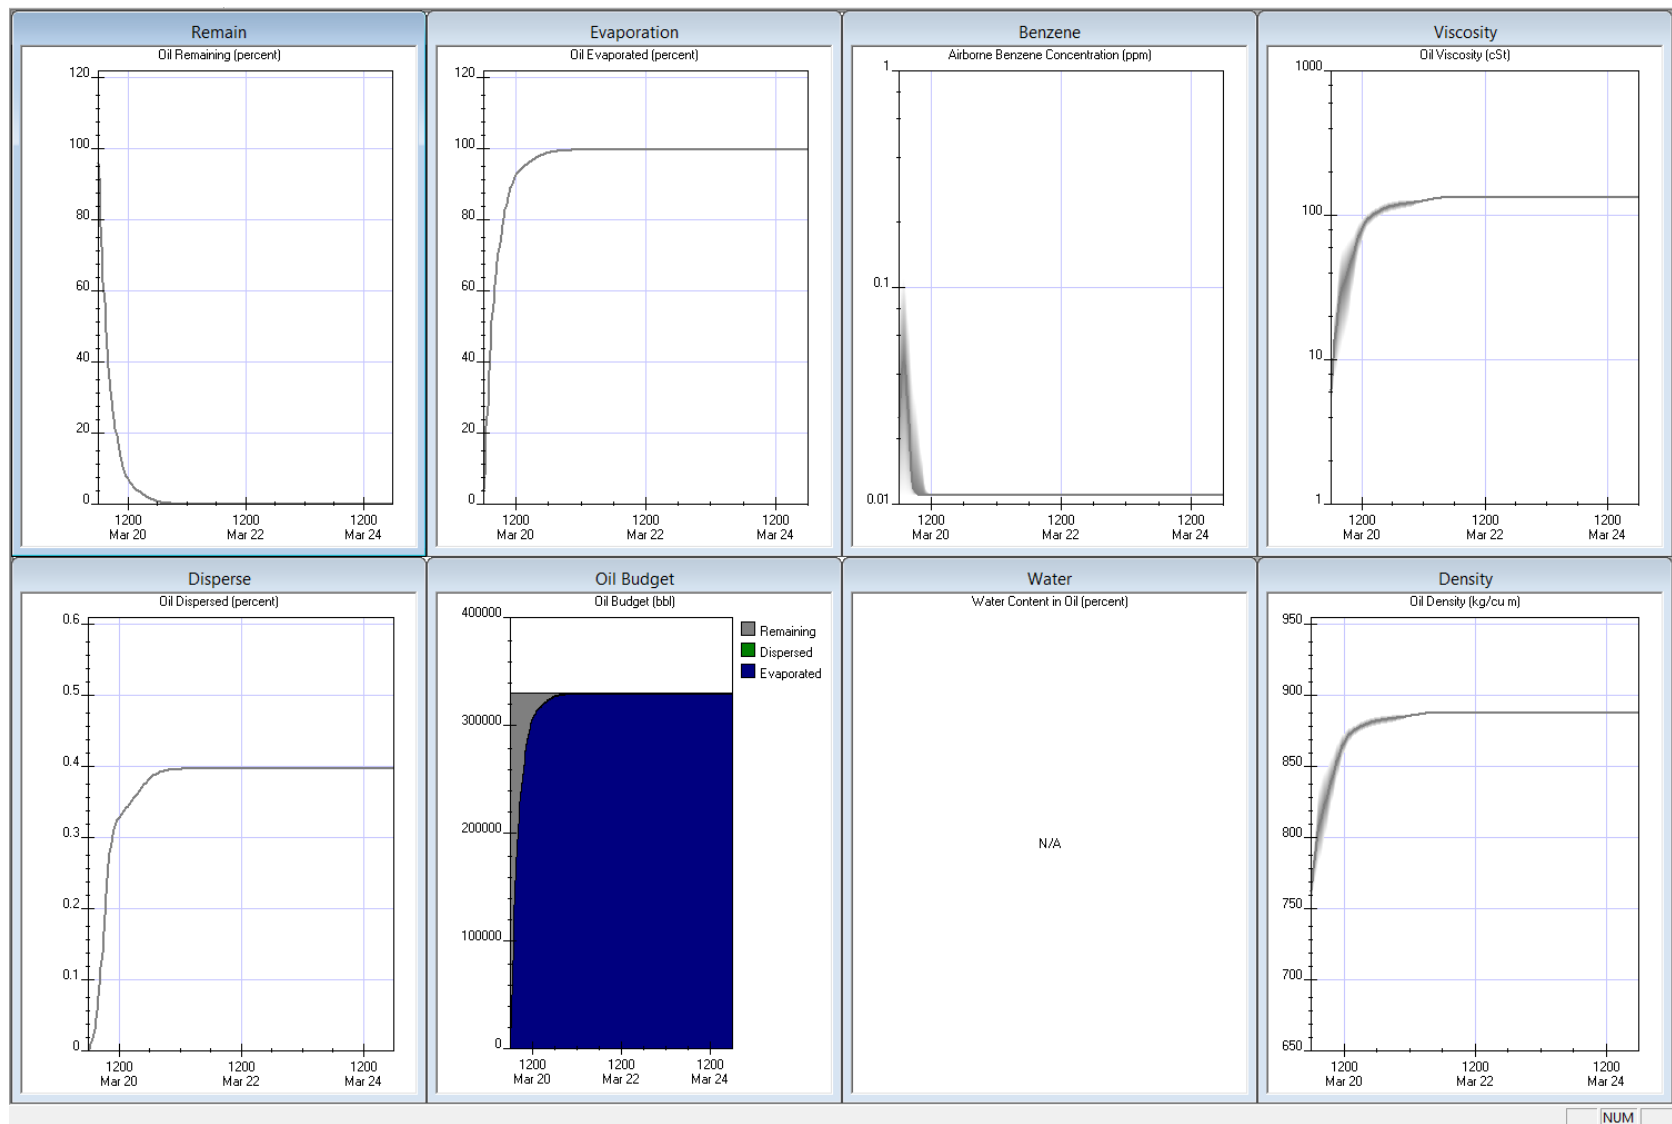 Remain
Oil Remaining (percent)
120
100
80
60
40
20
0
1200
Mar 20
1200
Mar 22
1200
Mar 24
Evaporation
Oil Evaporated (percent)
120
100
80
60
40
20
0
1200
Mar 20
1200
Mar 22
1200
Mar 24
Benzene
Airborne Benzene Concentration (ppm)
1
0.1
0.01
1200
Mar 20
1200
Mar 22
1200
Mar 24
Viscosity
Oil Viscosity (cSt)
1000
100
10
1
1200
Mar 20
1200
Mar 22
1200
Mar 24
Disperse
Oil Dispersed (percent)
0.6
0.5
0.4
0.3
0.2
0.1
0
1200
Mar 20
1200
Mar 22
1200
Mar 24
Oil Budget
Oil Budget (bbl)
400000
300000
200000
100000
0
1200
Mar 20
1200
Mar 22
1200
Mar 24
Remaining
Dispersed
Evaporated
Water
Water Content in Oil (percent)
N/A
Density
Oil Density (kg/cu m)
950
900
850
800
750
700
650
1200
Mar 20
1200
Mar 22
1200
Mar 24
NUM